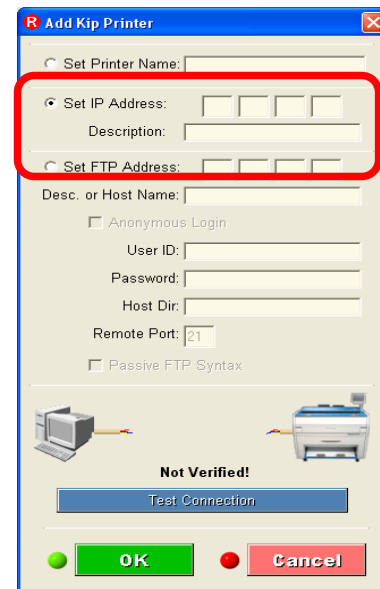 R Add Kip Printer
Set Printer Name:
Set IP Address:
Description:
Set FTP Address:
Desc. or Host Name:
Anonymous Login
User ID:
Password:
Host Dir:
Remote Port: 21
Passive FTP Syntax
Not Verified!
Test Connection
OK Cancel